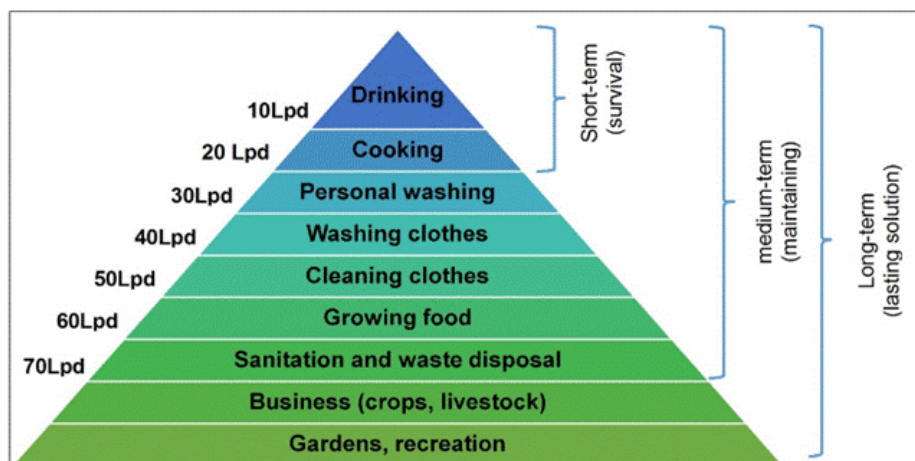 Drinking
10Lpd
Cooking
20 Lpd
Personal washing
30Lpd
Washing clothes
40Lpd
Cleaning clothes
50Lpd
Growing food
60Lpd
Sanitation and waste disposal
70Lpd
Business (crops, livestock)
Gardens, recreation
Short-term
(survival)
medium-term
(maintaining)
Long-term
(lasting solution)